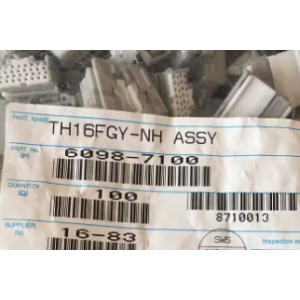 PART NAME TH16FGY-NH ASSY
PART No. (P) 6098-7100
QUANTITY (Q) 100
8710013
SUPPLIER 16-83
SWS
Inspection n